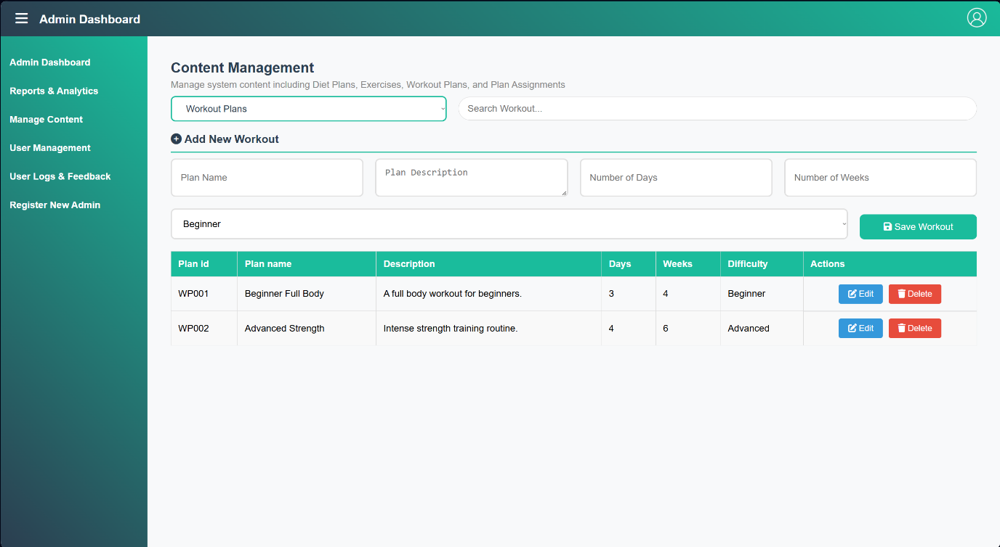 Admin Dashboard
Admin Dashboard
Reports & Analytics
Manage Content
User Management
User Logs & Feedback
Register New Admin
Content Management
Manage system content including Diet Plans, Exercises, Workout Plans, and Plan Assignments
Workout Plans
Search Workout...
Add New Workout
Plan Name
Plan Description
Number of Days
Number of Weeks
Beginner
Save Workout
Plan id Plan name Description Days Weeks Difficulty Actions
WP001 Beginner Full Body A full body workout for beginners. 3 4 Beginner Edit Delete
WP002 Advanced Strength Intense strength training routine. 4 6 Advanced Edit Delete